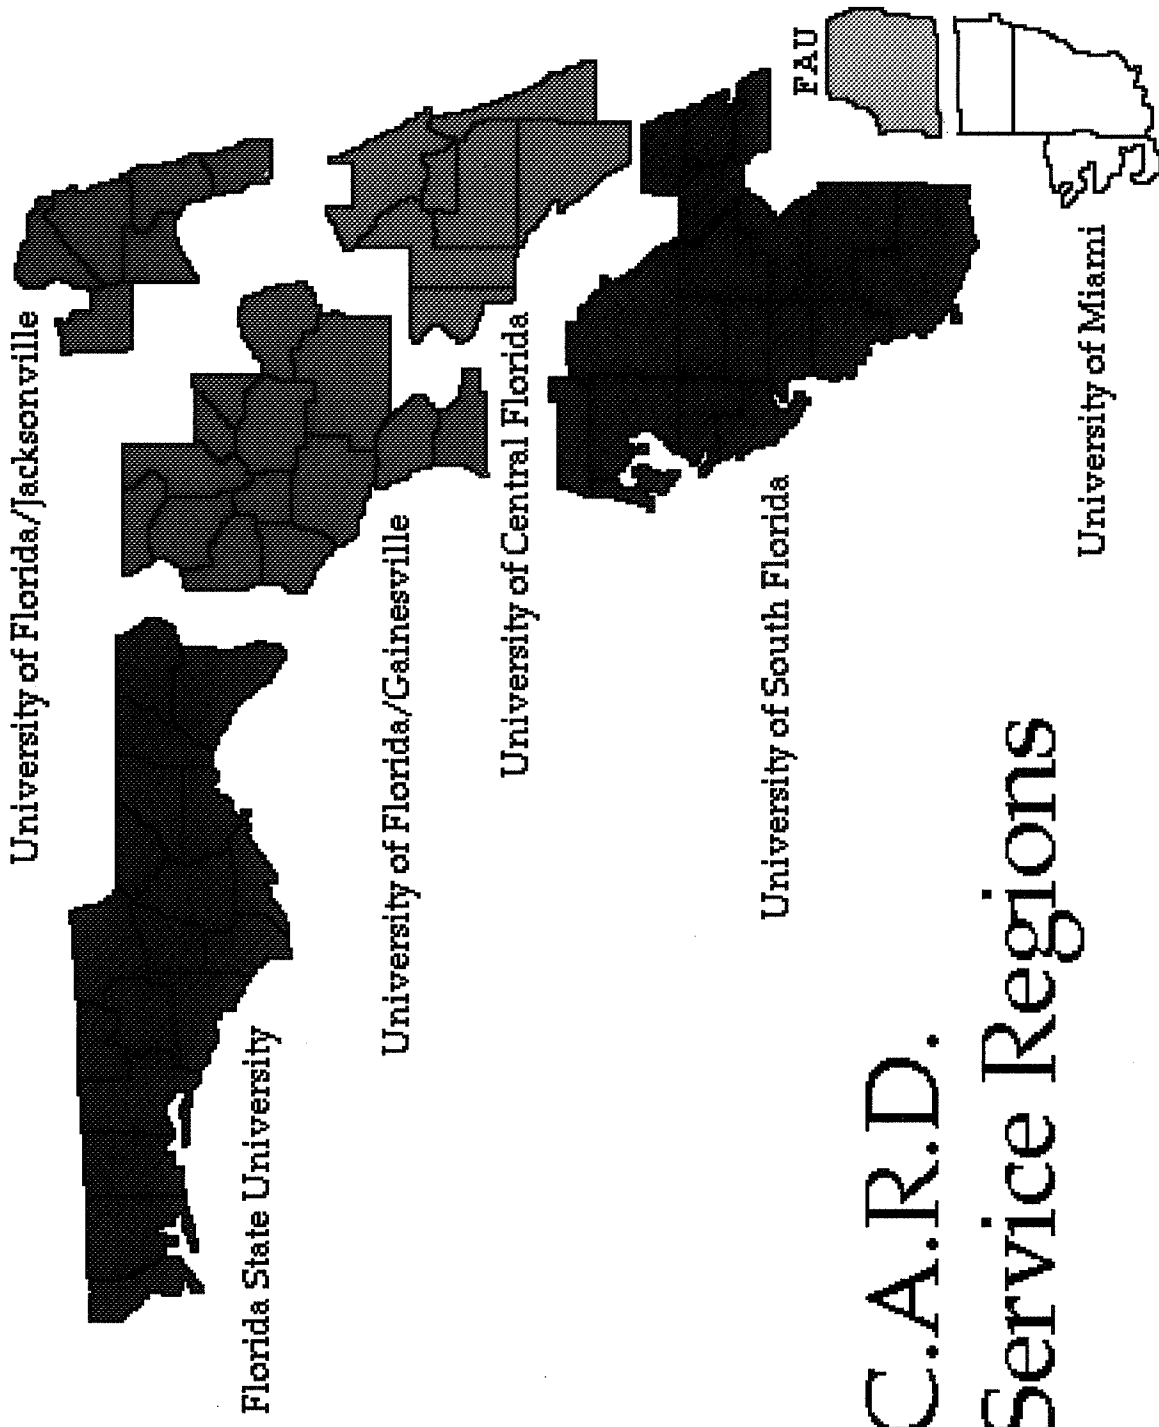 University of Florida/Jacksonville
Florida State University
University of Florida/Gainesville
University of Central Florida
University of South Florida
FAU
University of Miami
C.A.R.D.
Service Regions